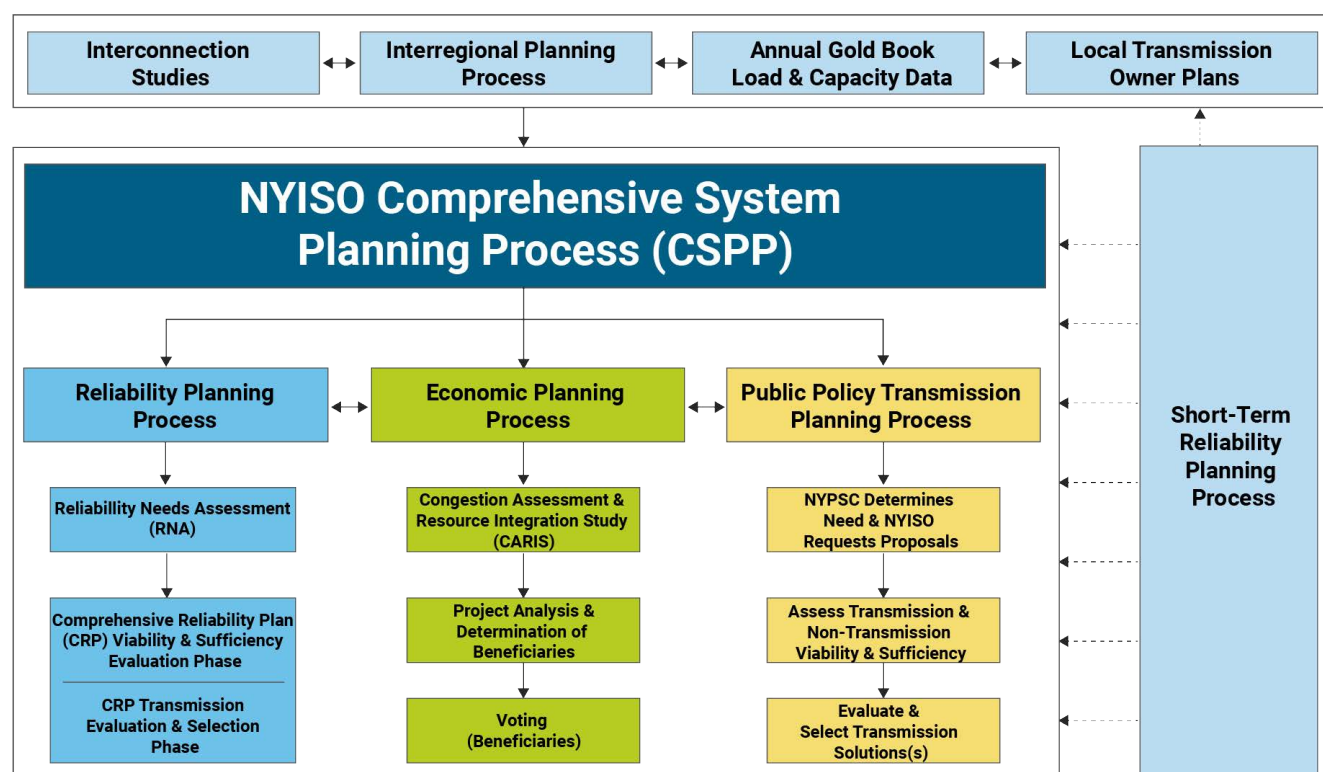 Interconnection
Studies
Interregional Planning
Process
Annual Gold Book
Load & Capacity Data
Local Transmission
Owner Plans
NYISO Comprehensive System
Planning Process (CSPP)
Reliability Planning
Process
Economic Planning
Process
Public Policy Transmission
Planning Process
Short-Term
Reliability
Planning
Process
Reliabillity Needs Assessment
(RNA)
Congestion Assessment &
Resource Integration Study
(CARIS)
NYPSC Determines
Need & NYISO
Requests Proposals
Comprehensive Reliability Plan
(CRP) Viability & Sufficiency
Evaluation Phase
CRP Transmission
Evaluation & Selection
Phase
Project Analysis &
Determination of
Beneficiaries
Assess Transmission &
Non-Transmission
Viability & Sufficiency
Voting
(Beneficiaries)
Evaluate &
Select Transmission
Solutions(s)